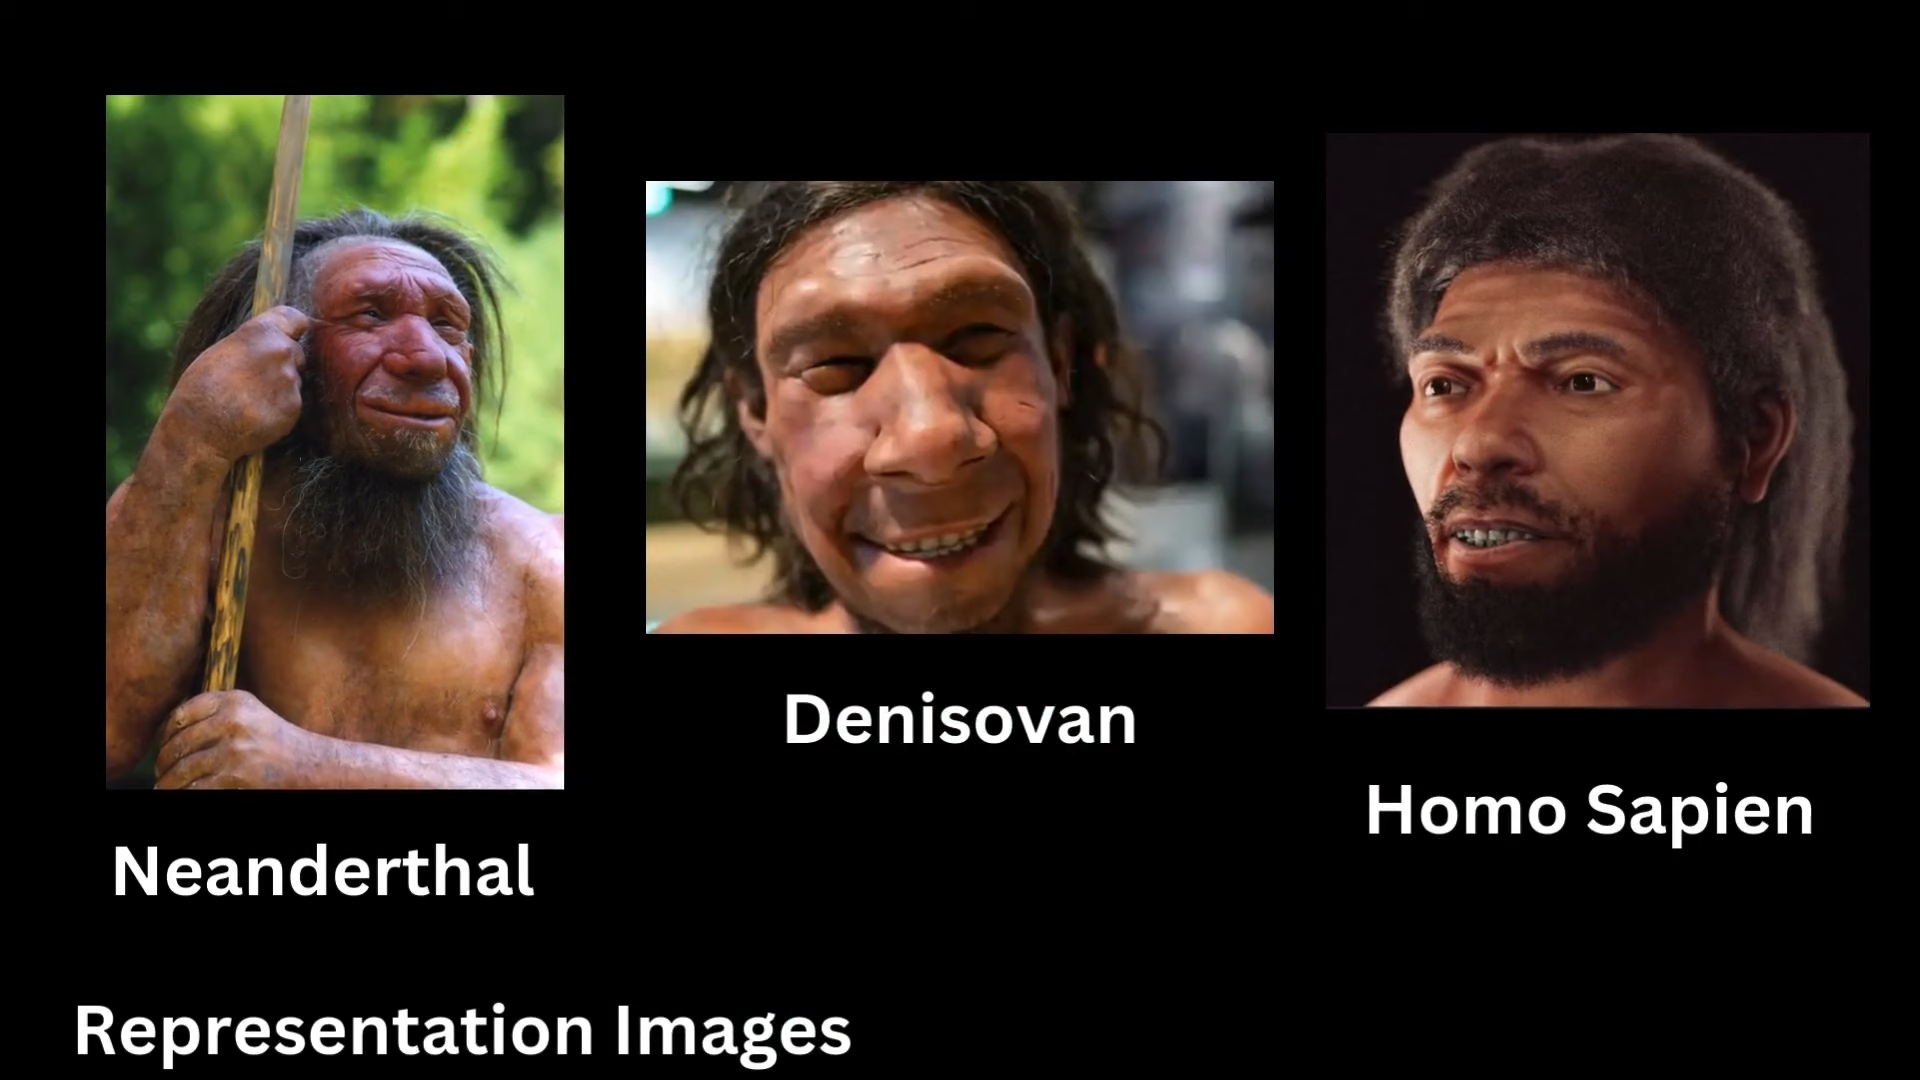 Neanderthal
Denisovan
Homo Sapien
Representation Images